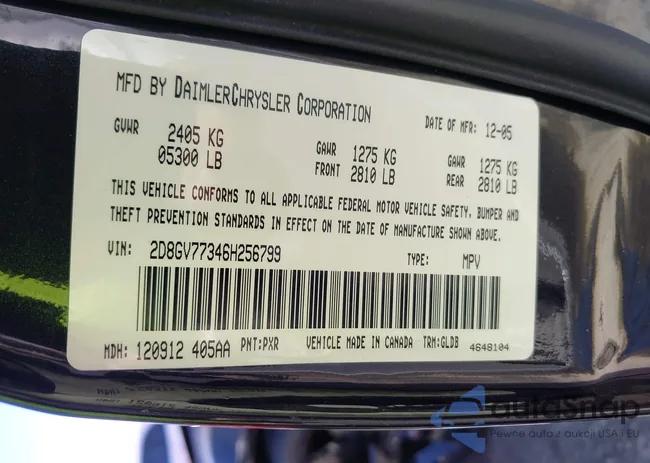 MFD BY DAIMLERCHRYSLER CORPORATION
DATE OF MFR: 12-05
GVWR 2405 KG
05300 LB
GAWR FRONT 1275 KG
2810 LB
GAWR REAR 1275 KG
2810 LB
THIS VEHICLE CONFORMS TO ALL APPLICABLE FEDERAL MOTOR VEHICLE SAFETY, BUMPER AND
THEFT PREVENTION STANDARDS IN EFFECT ON THE DATE OF MANUFACTURE SHOWN ABOVE.
VIN: 2D8GV77346H256799 TYPE: MPV
MDH: 120912 405AA PNT:PXR VEHICLE MADE IN CANADA TRM:GLDB 4648104
autaSnap
Pewne auta z aukcji USA i EU